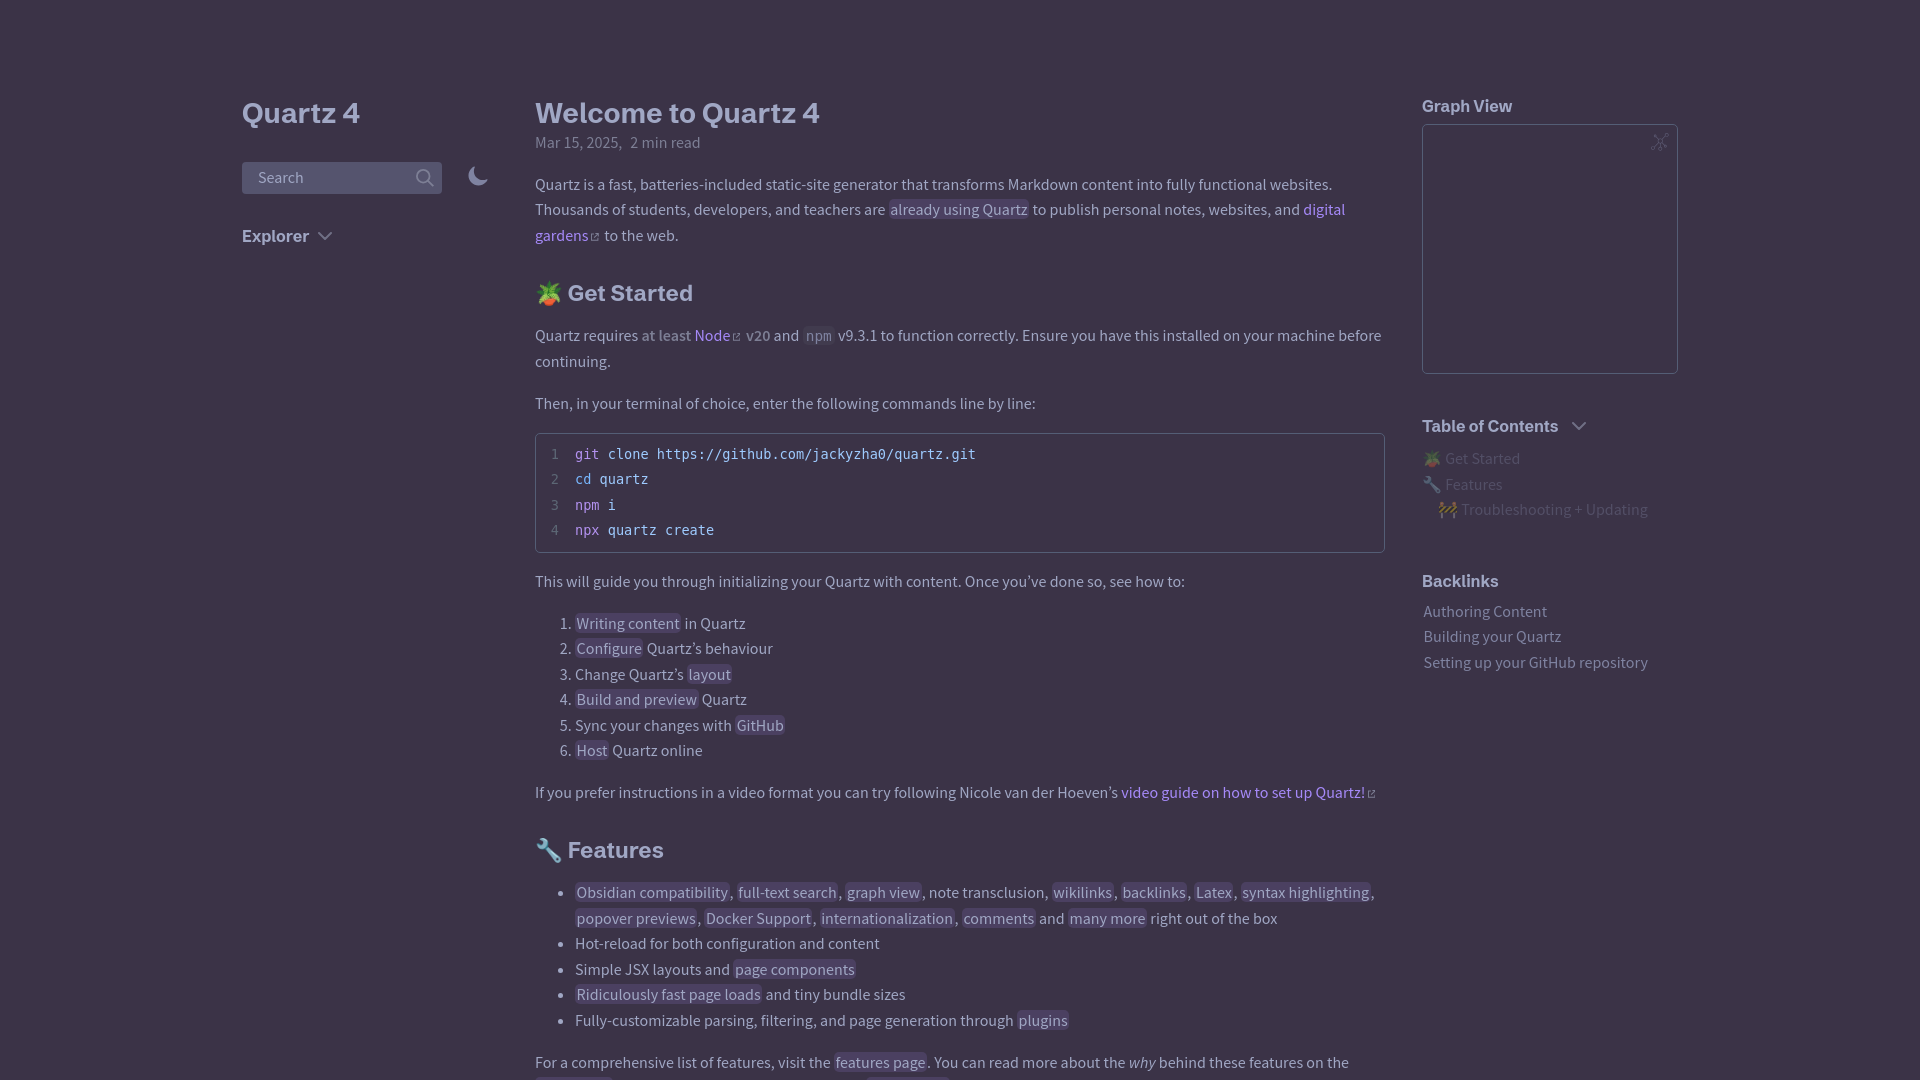 Quartz 4
Search
Explorer
Welcome to Quartz 4
Mar 15, 2025, 2 min read
Quartz is a fast, batteries-included static-site generator that transforms Markdown content into fully functional websites.
Thousands of students, developers, and teachers are already using Quartz to publish personal notes, websites, and digital
gardens to the web.
🪴 Get Started
Quartz requires at least Node v20 and npm v9.3.1 to function correctly. Ensure you have this installed on your machine before
continuing.
Then, in your terminal of choice, enter the following commands line by line:
1 git clone https://github.com/jackyzha0/quartz.git
2 cd quartz
3 npm i
4 npx quartz create
This will guide you through initializing your Quartz with content. Once you’ve done so, see how to:
1. Writing content in Quartz
2. Configure Quartz’s behaviour
3. Change Quartz’s layout
4. Build and preview Quartz
5. Sync your changes with GitHub
6. Host Quartz online
If you prefer instructions in a video format you can try following Nicole van der Hoeven’s video guide on how to set up Quartz!
🔧 Features
• Obsidian compatibility, full-text search, graph view, note transclusion, wikilinks, backlinks, Latex, syntax highlighting,
popover previews, Docker Support, internationalization, comments and many more right out of the box
• Hot-reload for both configuration and content
• Simple JSX layouts and page components
• Ridiculously fast page loads and tiny bundle sizes
• Fully-customizable parsing, filtering, and page generation through plugins
For a comprehensive list of features, visit the features page. You can read more about the why behind these features on the
Graph View
Table of Contents
🪴 Get Started
🔧 Features
🚧 Troubleshooting + Updating
Backlinks
Authoring Content
Building your Quartz
Setting up your GitHub repository